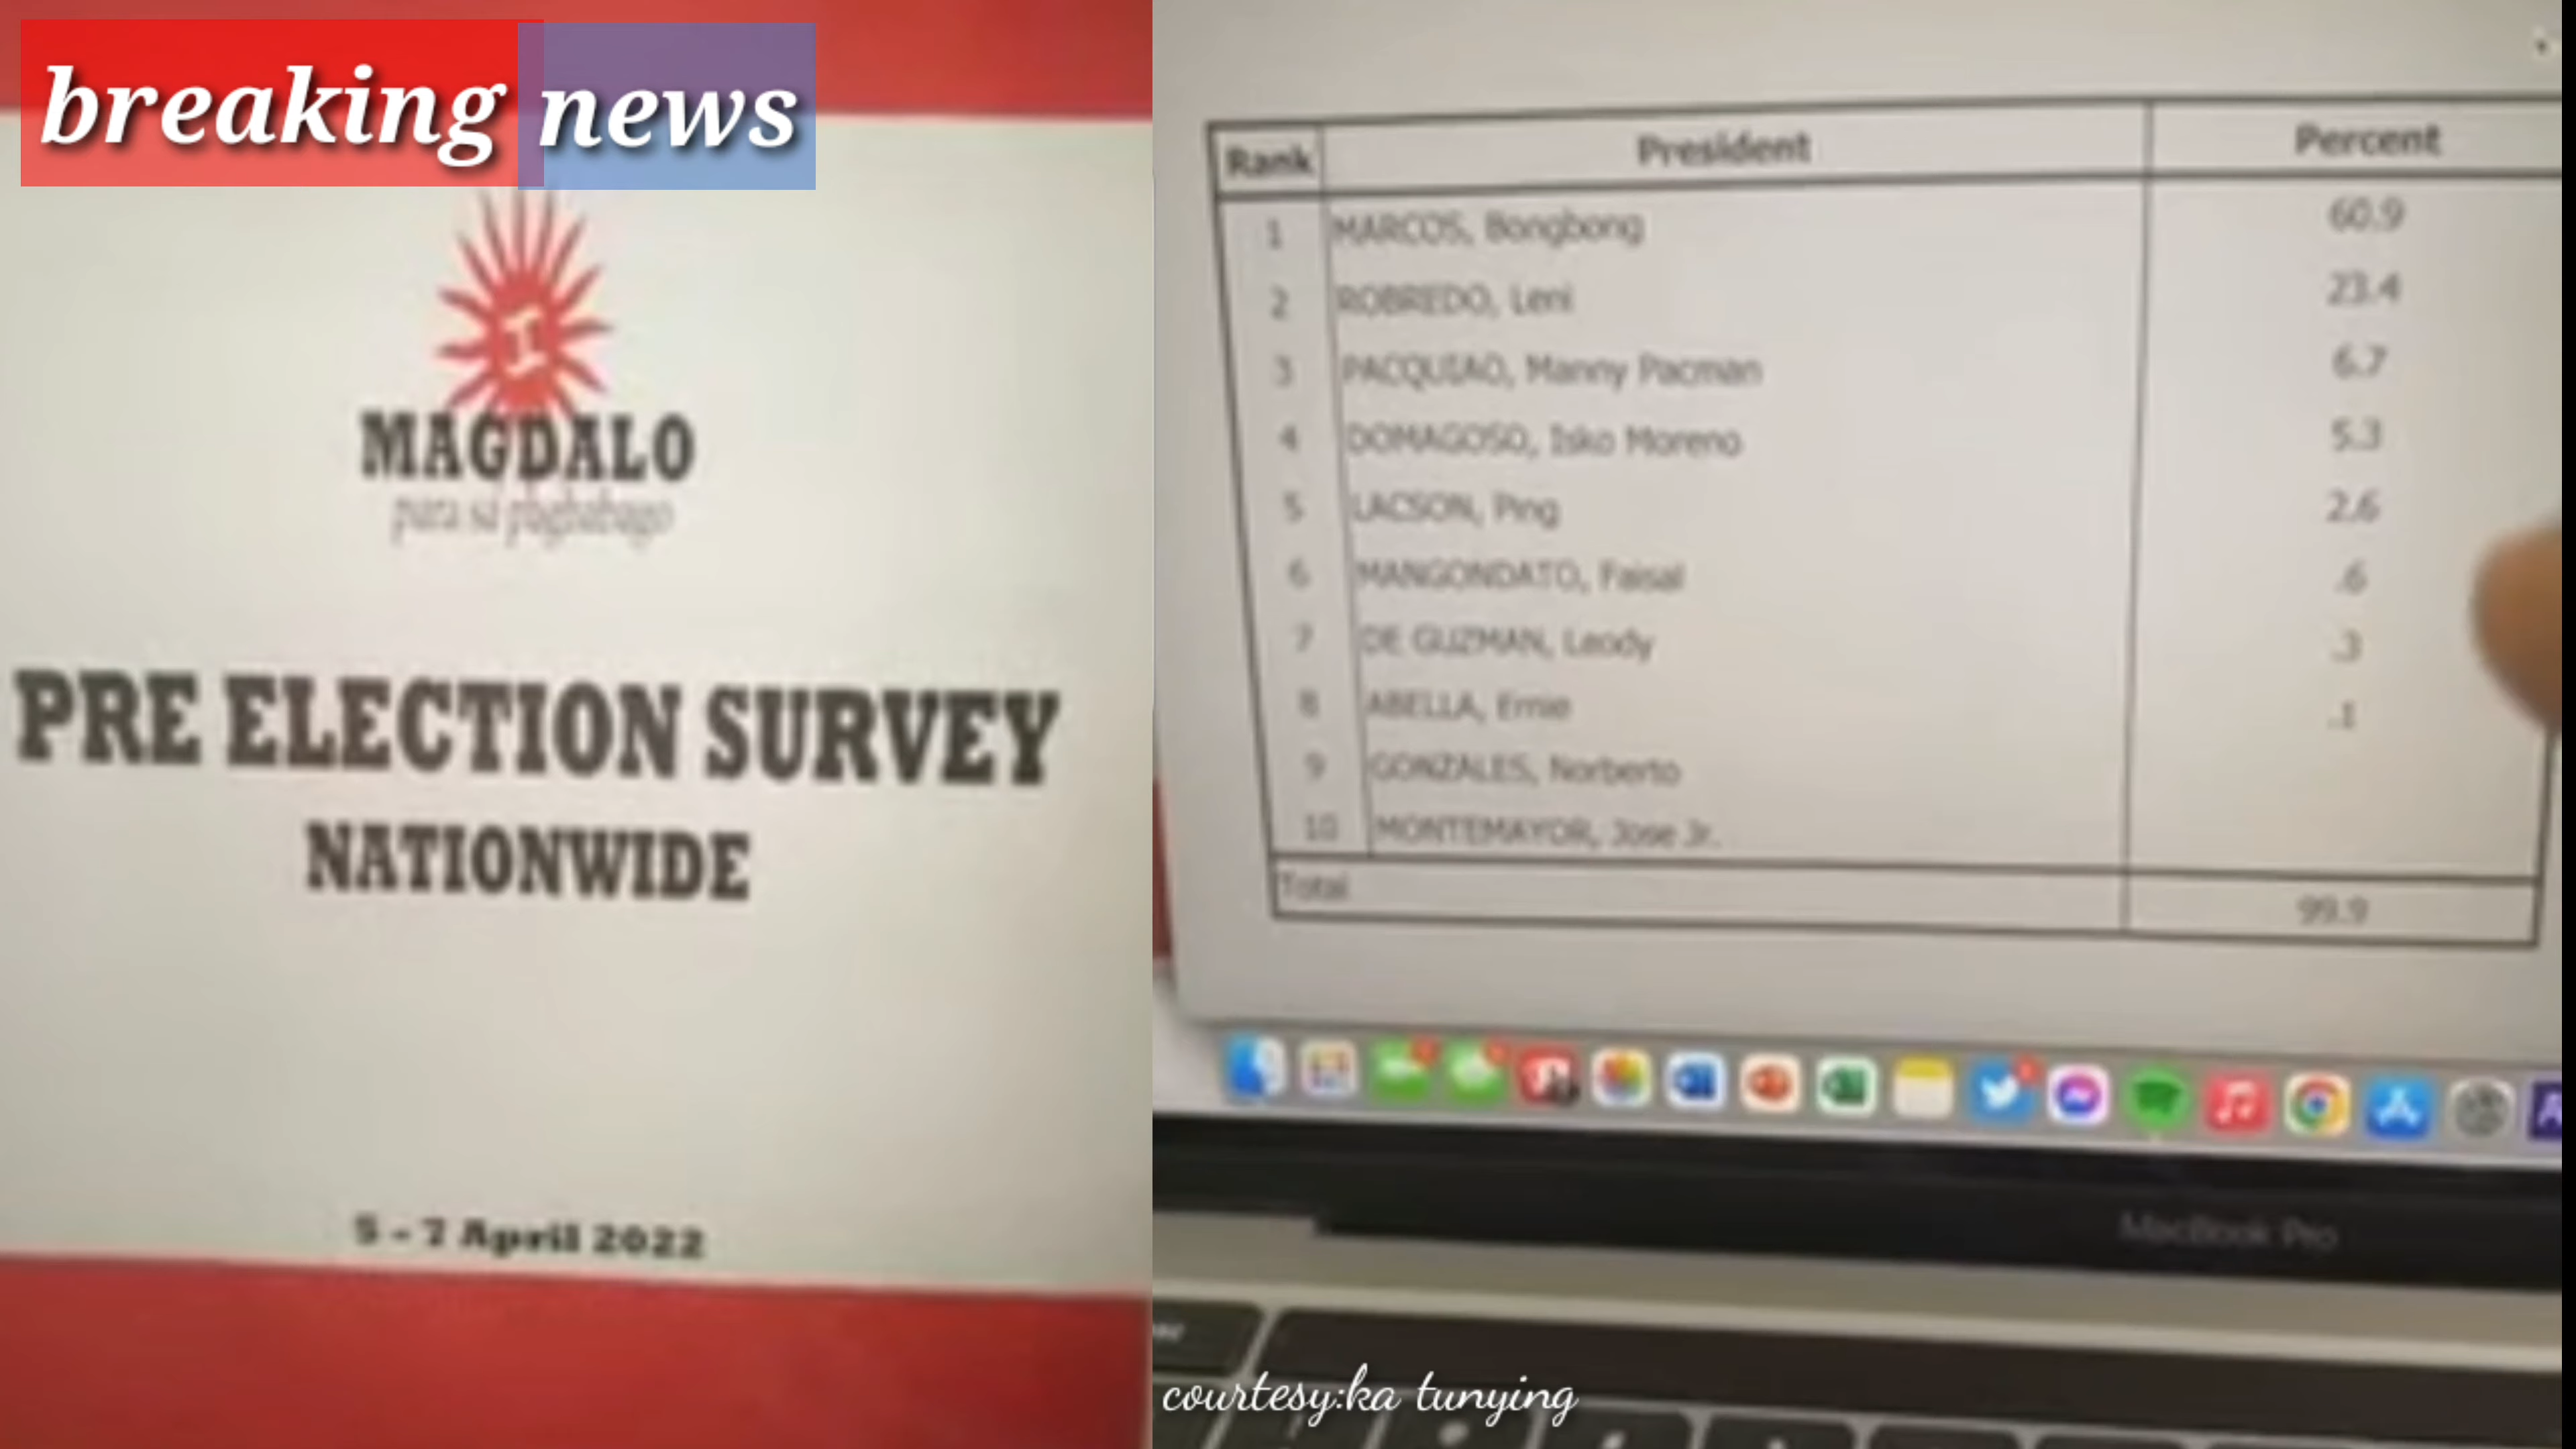 breaking news
MAGDALO
para sa pagbabago
PRE ELECTION SURVEY
NATIONWIDE
5 - 7 April 2022
Rank President Percent
1 MARCOS, Bongbong 60.9
2 ROBREDO, Leni 23.4
3 PACQUIAO, Manny Pacman 6.7
4 DOMAGOSO, Isko Moreno 5.3
5 LACSON, Ping 2.6
6 MANGONDATO, Faisal .6
7 DE GUZMAN, Leody .3
8 ABELLA, Ernie .1
9 GONZALES, Norberto
10 MONTEMAYOR, Jose Jr.
Total 99.9
MacBook Pro
courtesy:ka tunying